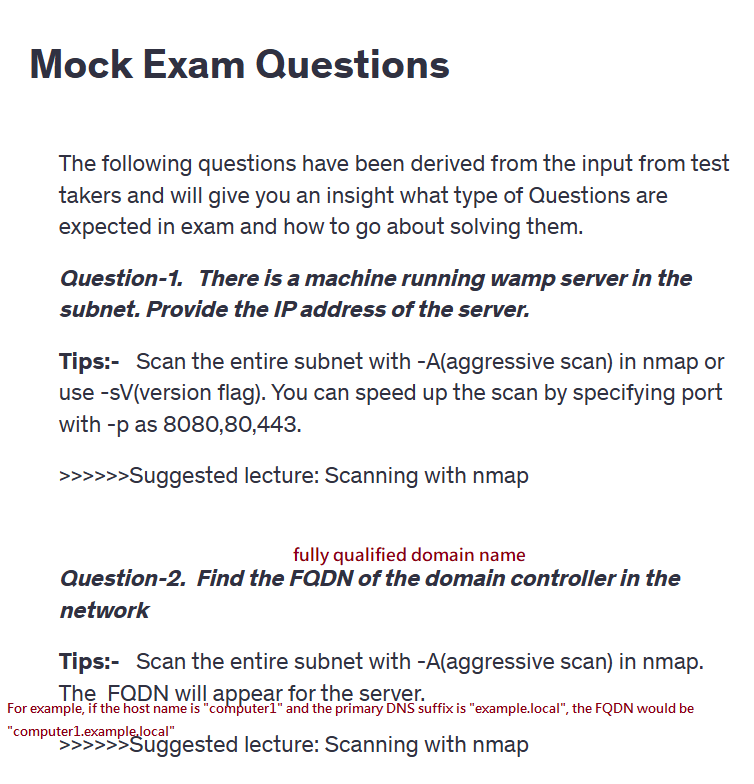 Mock Exam Questions
The following questions have been derived from the input from test
takers and will give you an insight what type of Questions are
expected in exam and how to go about solving them.
Question-1. There is a machine running wamp server in the
subnet. Provide the IP address of the server.
Tips:- Scan the entire subnet with -A(aggressive scan) in nmap or
use -sV(version flag). You can speed up the scan by specifying port
with -p as 8080,80,443.
>>>>>>Suggested lecture: Scanning with nmap
fully qualified domain name
Question-2. Find the FQDN of the domain controller in the
network
Tips:- Scan the entire subnet with -A(aggressive scan) in nmap.
The FQDN will appear for the server.
For example, if the host name is "computer1" and the primary DNS suffix is "example.local", the FQDN would be
"computer1.example.local"
>>>>>>Suggested lecture: Scanning with nmap